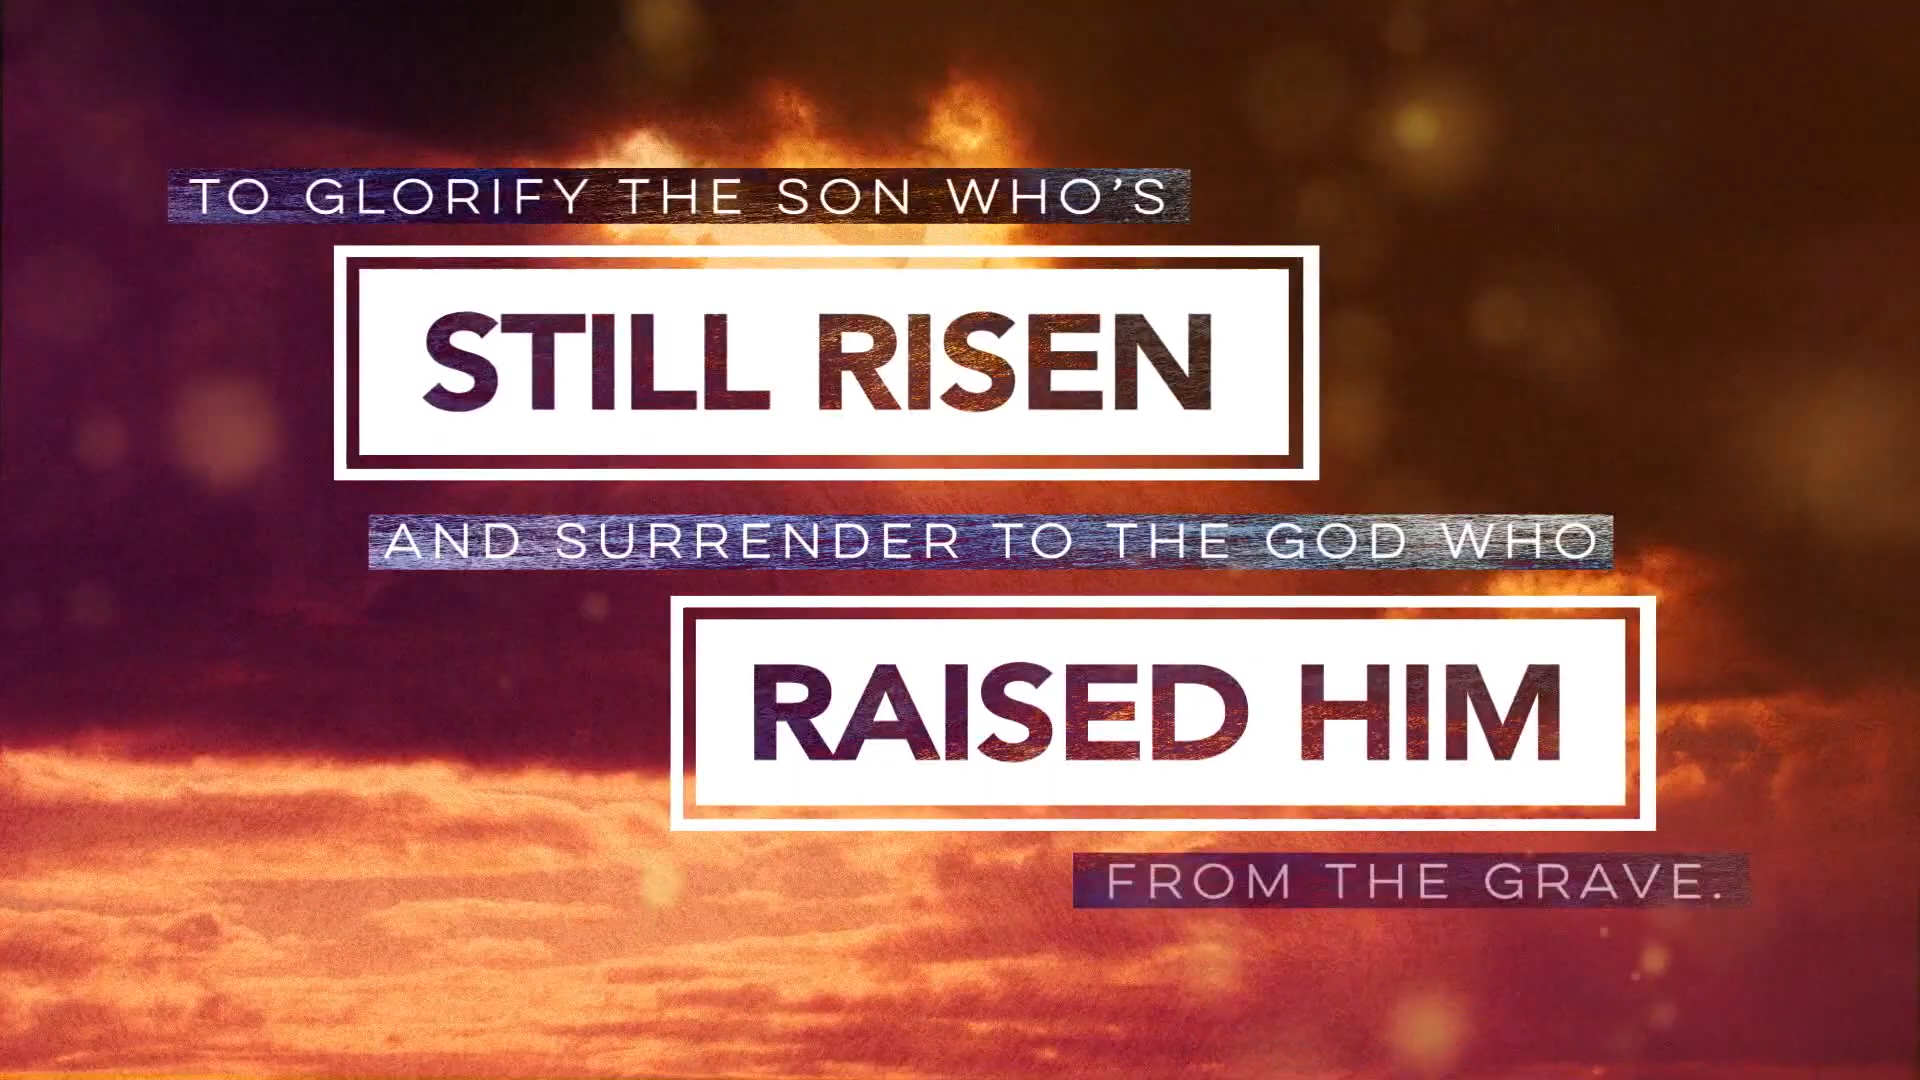 TO GLORIFY THE SON WHO’S
STILL RISEN
AND SURRENDER TO THE GOD WHO
RAISED HIM
FROM THE GRAVE.